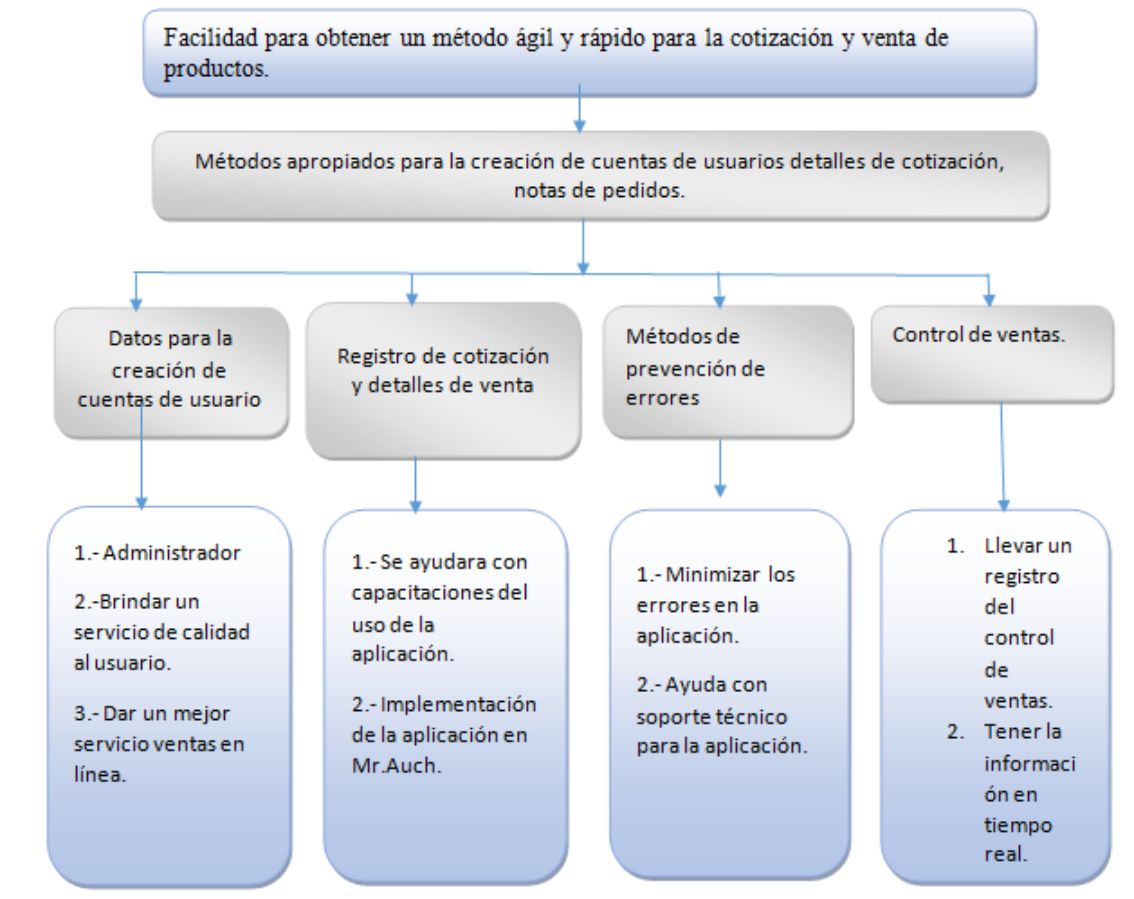 Facilidad para obtener un método ágil y rápido para la cotización y venta de
productos.
Métodos apropiados para la creación de cuentas de usuarios detalles de cotización,
notas de pedidos.
Datos para la
creación de
cuentas de usuario
Registro de cotización
y detalles de venta
Métodos de
prevención de
errores
Control de ventas.
1.- Administrador
2.-Brindar un
servicio de calidad
al usuario.
3.- Dar un mejor
servicio ventas en
línea.
1.- Se ayudara con
capacitaciones del
uso de la
aplicación.
2.- Implementación
de la aplicación en
Mr.Auch.
1.- Minimizar los
errores en la
aplicación.
2.- Ayuda con
soporte técnico
para la aplicación.
1. Llevar un
registro
del
control
de
ventas.
2. Tener la
informaci
ón en
tiempo
real.